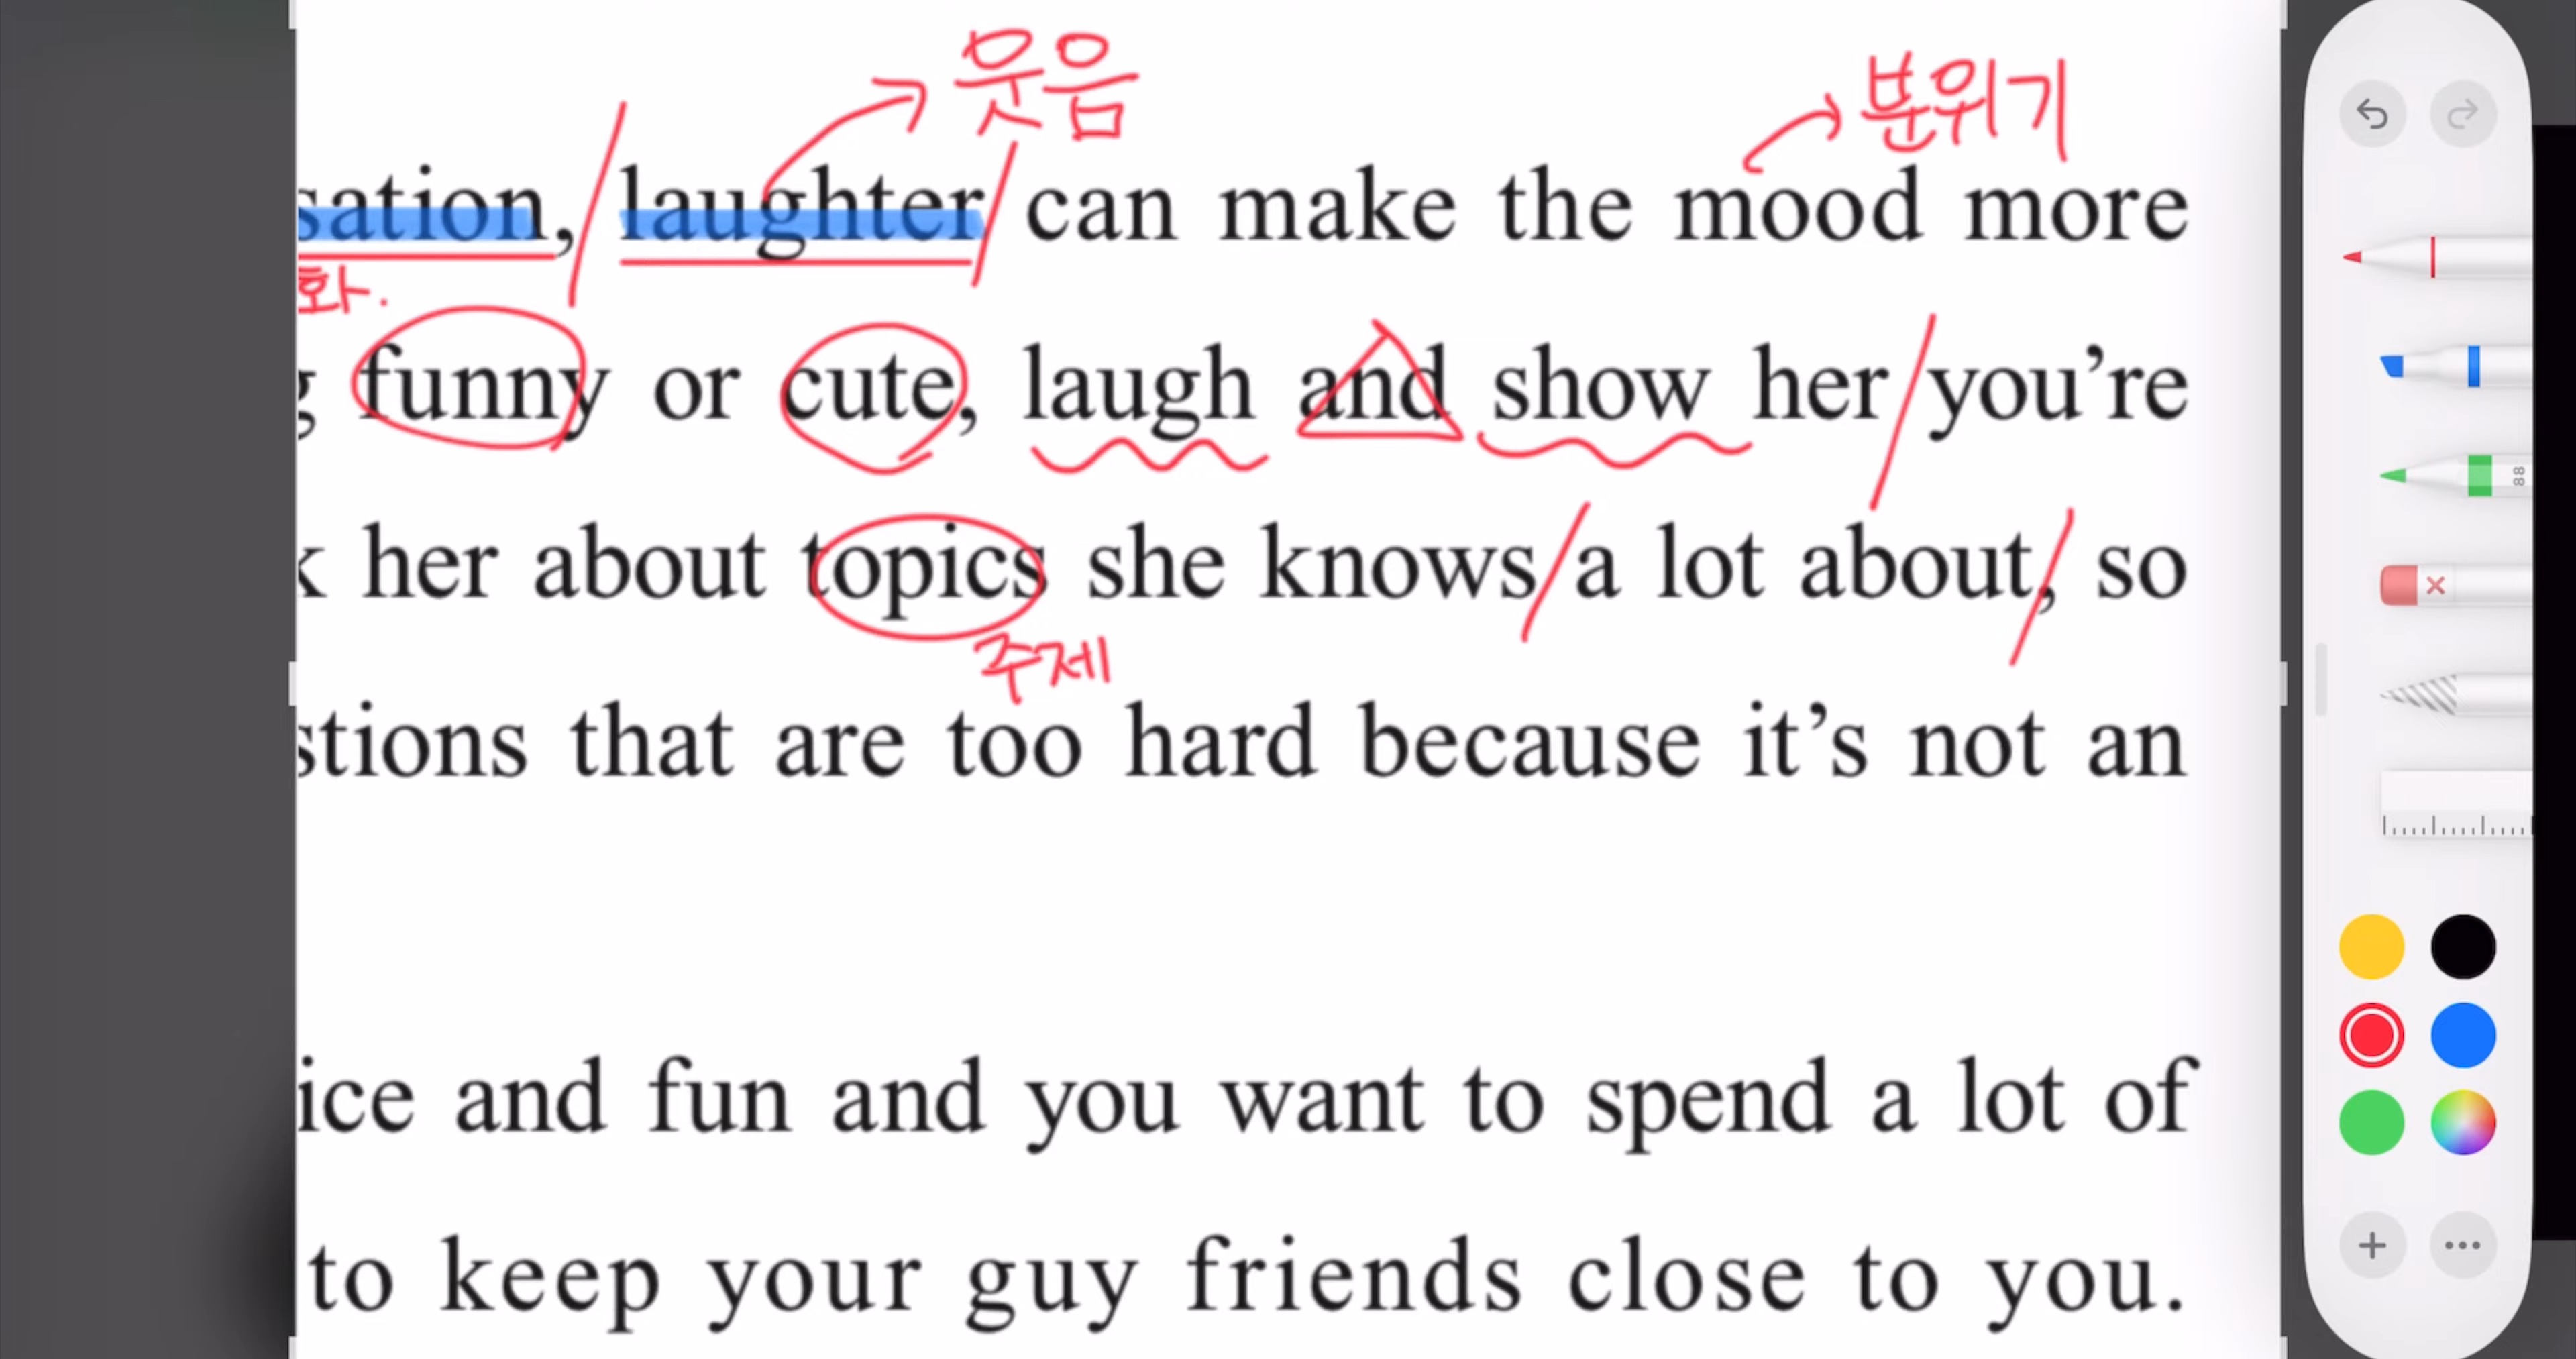 웃음
분위기
sation, laughter can make the mood more
화.
funny or cute, laugh and show her you're
her about topics she knows a lot about, so
주제
stions that are too hard because it's not an
ice and fun and you want to spend a lot of
to keep your guy friends close to you.
88